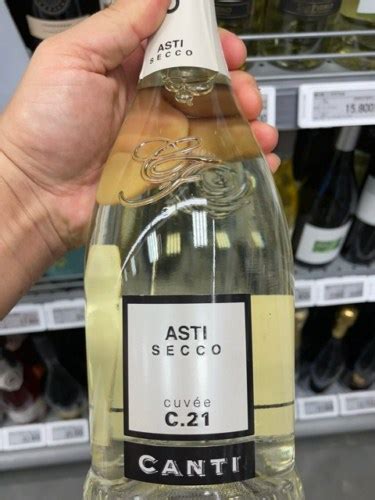 ASTI
SECCO
15,800
ASTI
SECCO
cuvée
C.21
CANTI